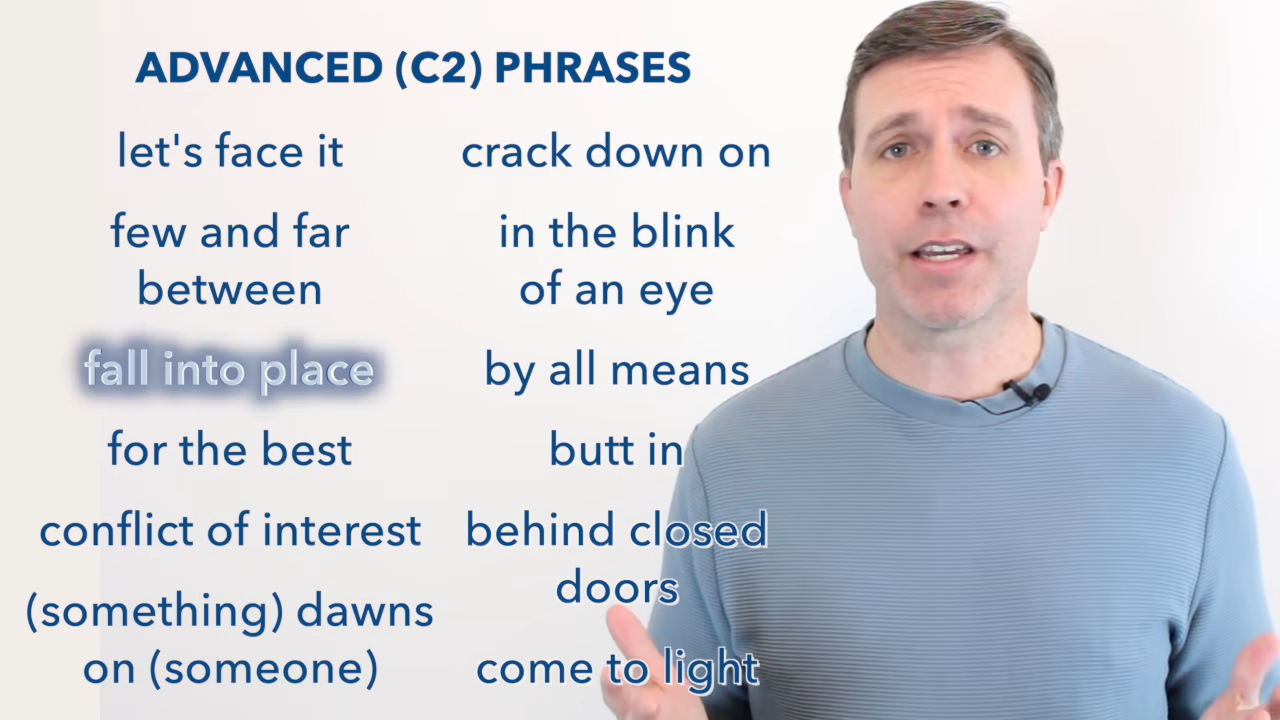 ADVANCED (C2) PHRASES
let's face it
few and far
between
fall into place
for the best
conflict of interest
(something) dawns
on (someone)
crack down on
in the blink
of an eye
by all means
butt in
behind closed
doors
come to light